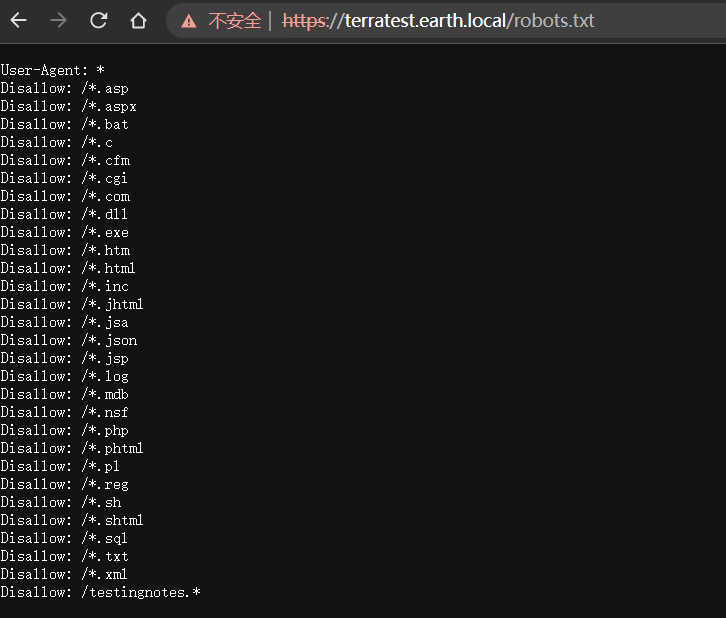 不安全 | https://terratest.earth.local/robots.txt
User-Agent: *
Disallow: /*.asp
Disallow: /*.aspx
Disallow: /*.bat
Disallow: /*.c
Disallow: /*.cfm
Disallow: /*.cgi
Disallow: /*.com
Disallow: /*.dll
Disallow: /*.exe
Disallow: /*.htm
Disallow: /*.html
Disallow: /*.inc
Disallow: /*.jhtml
Disallow: /*.jsa
Disallow: /*.json
Disallow: /*.jsp
Disallow: /*.log
Disallow: /*.mdb
Disallow: /*.nsf
Disallow: /*.php
Disallow: /*.phtml
Disallow: /*.pl
Disallow: /*.reg
Disallow: /*.sh
Disallow: /*.shtml
Disallow: /*.sql
Disallow: /*.txt
Disallow: /*.xml
Disallow: /testingnotes.*